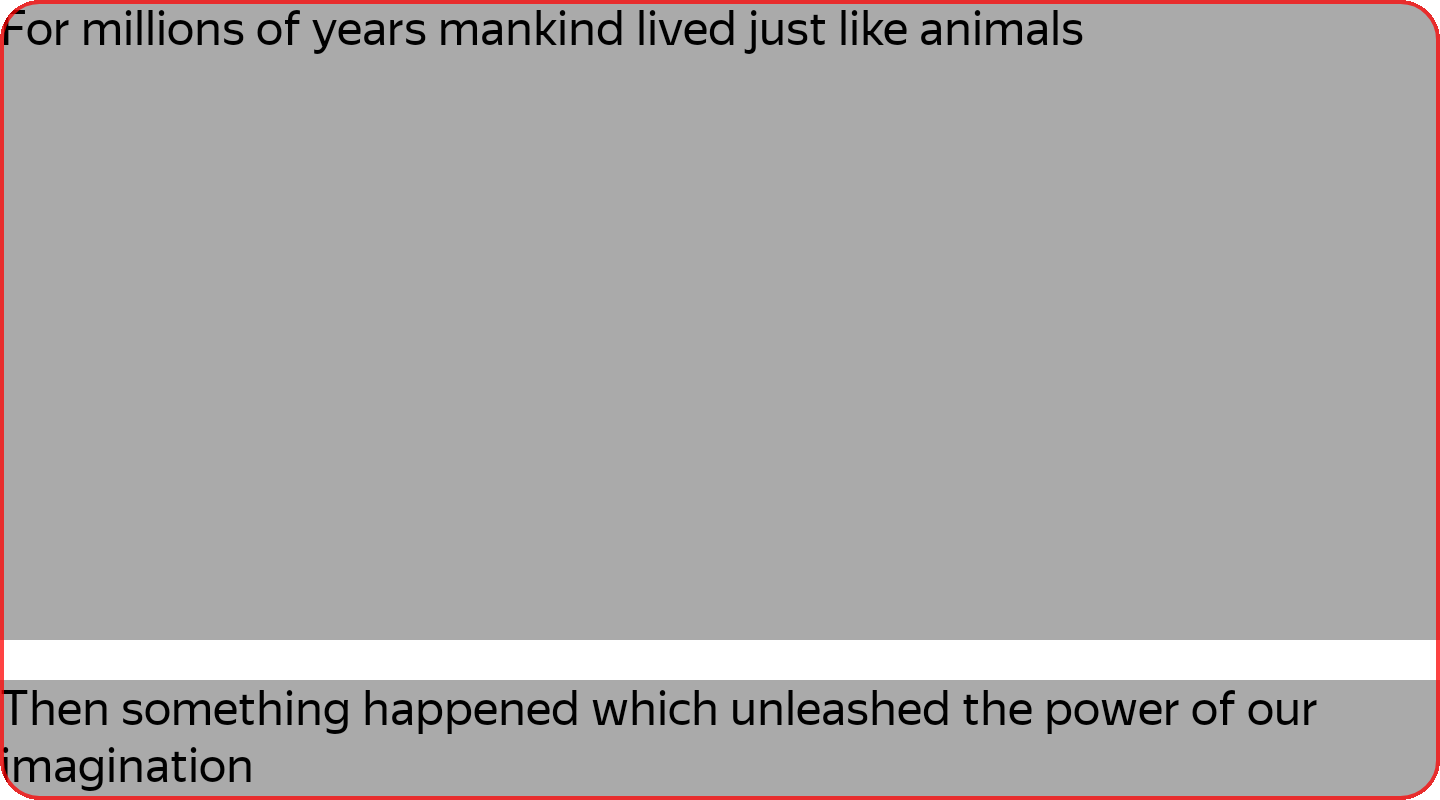 For millions of years mankind lived just like animals
Then something happened which unleashed the power of our
imagination